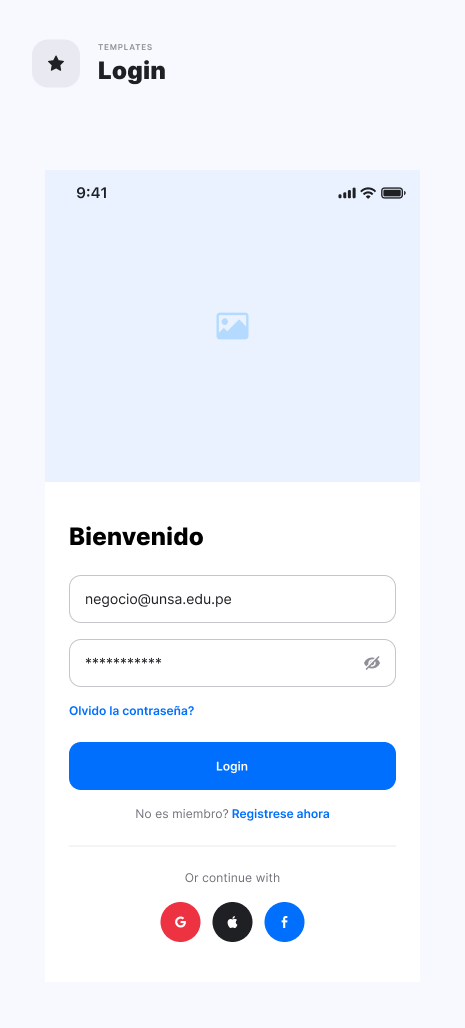 TEMPLATES
Login
9:41
Bienvenido
negocio@unsa.edu.pe
***********
Olvido la contraseña?
Login
No es miembro? Registrese ahora
Or continue with
G f